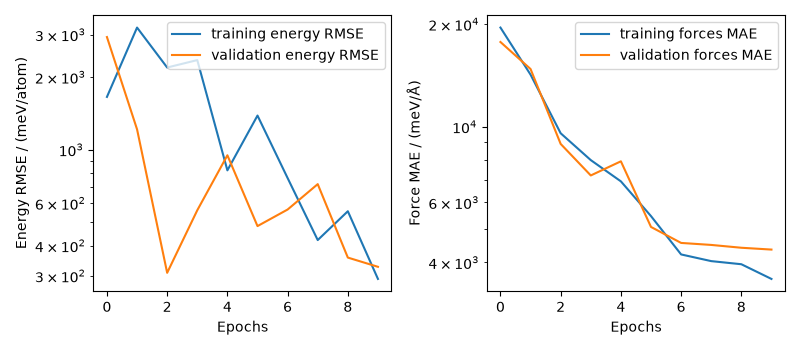 training energy RMSE
validation energy RMSE
Energy RMSE / (meV/atom)
3 × 10³
2 × 10³
10³
6 × 10²
4 × 10²
3 × 10²
0 2 4 6 8
Epochs
training forces MAE
validation forces MAE
Force MAE / (meV/Å)
2 × 10⁴
10⁴
6 × 10³
4 × 10³
0 2 4 6 8
Epochs